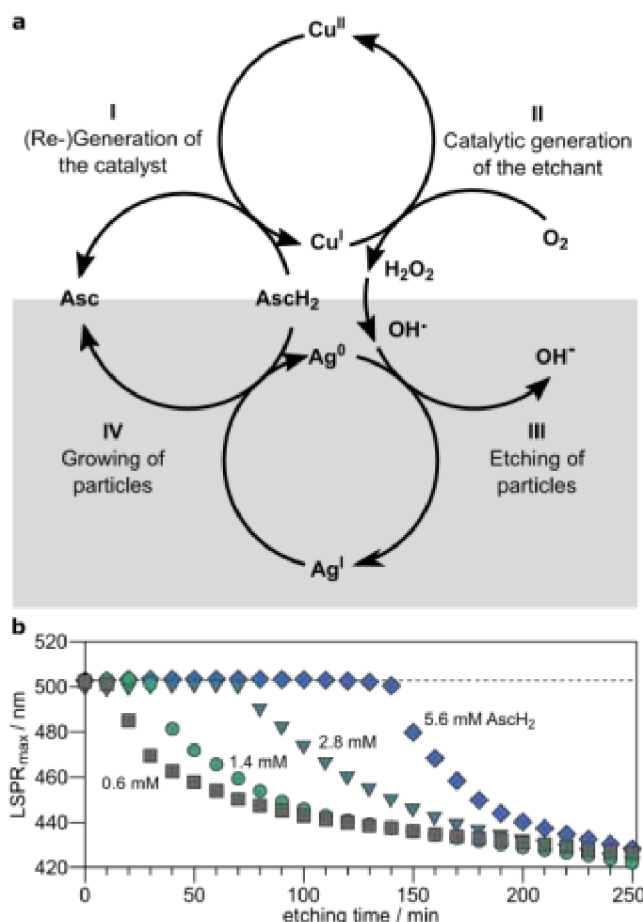 a
Cu^II
I
(Re-)Generation of
the catalyst
II
Catalytic generation
of the etchant
Cu^I
O₂
H₂O₂
Asc
AscH₂
OH·
Ag⁰
OH⁻
IV
Growing of
particles
III
Etching of
particles
Ag^I
b
520
500
480
460
440
420
LSPR_max / nm
5.6 mM AscH₂
2.8 mM
1.4 mM
0.6 mM
0 50 100 150 200 250
etching time / min